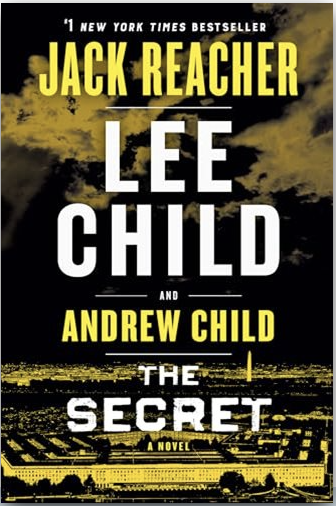 #1 NEW YORK TIMES BESTSELLER
JACK REACHER
LEE
CHILD
AND
ANDREW CHILD
THE
SECRET
A NOVEL